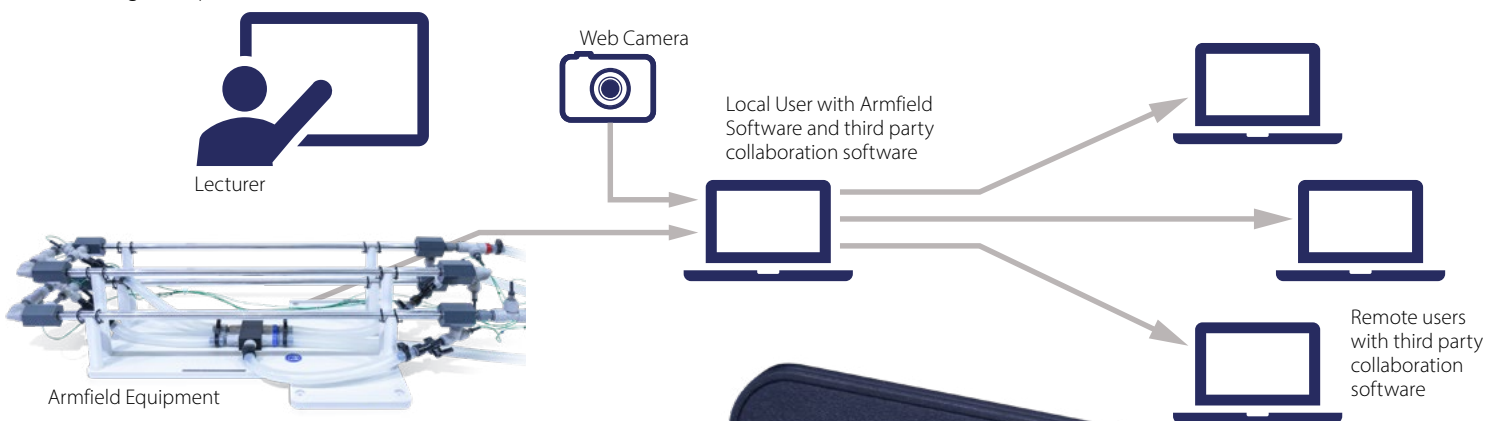 Web Camera
Local User with Armfield
Software and third party
collaboration software
Lecturer
Remote users
with third party
collaboration
software
Armfield Equipment